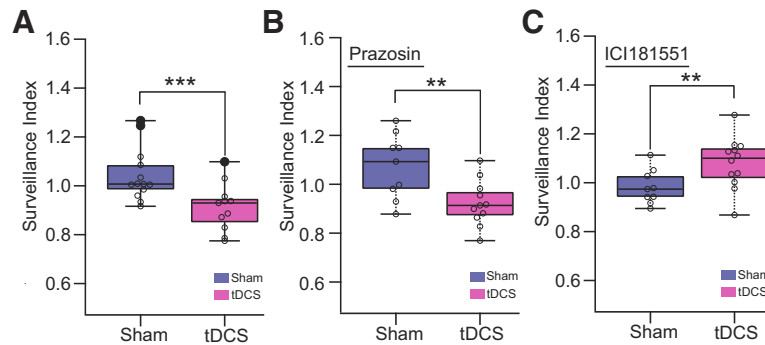 A
Surveillance Index
1.6
1.4
1.2
1.0
0.8
0.6
***
Sham
tDCS
Sham
tDCS
B
Surveillance Index
1.6
1.4
1.2
1.0
0.8
0.6
Prazosin
**
Sham
tDCS
Sham
tDCS
C
Surveillance Index
1.6
1.4
1.2
1.0
0.8
0.6
ICI181551
**
Sham
tDCS
Sham
tDCS